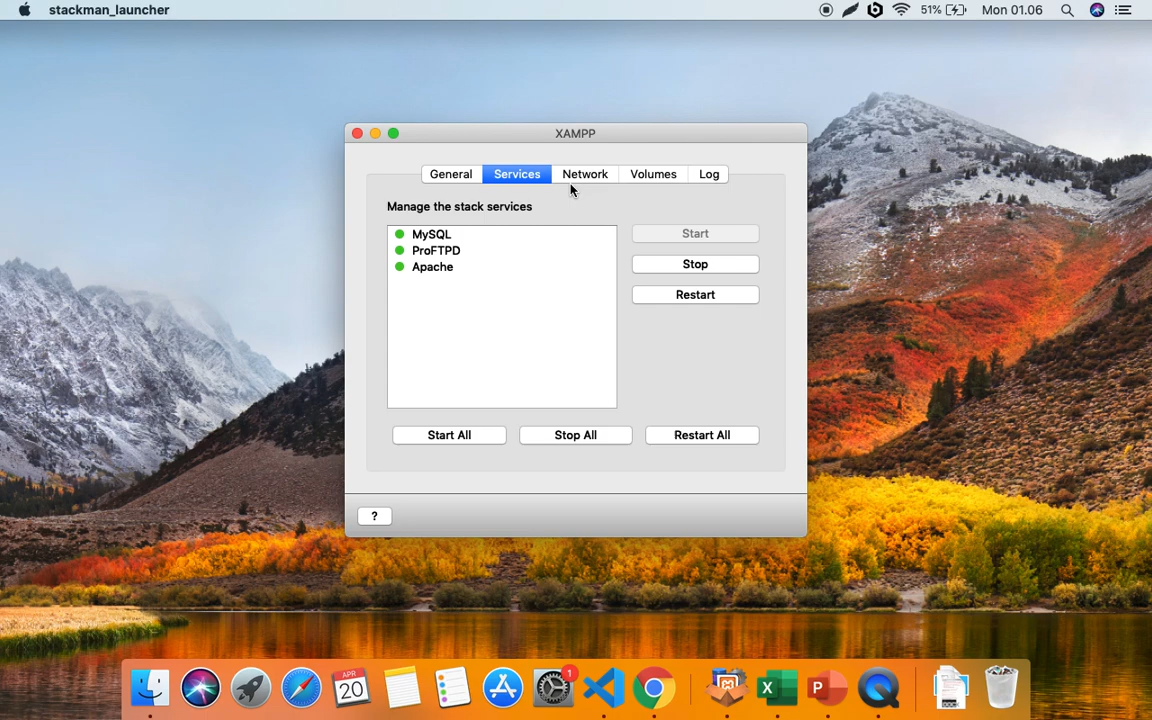 stackman_launcher
51%
Mon 01.06
XAMPP
General
Services
Network
Volumes
Log
Manage the stack services
MySQL
ProFTPD
Apache
Start
Stop
Restart
Start All
Stop All
Restart All
?
APR
20
1
X
P